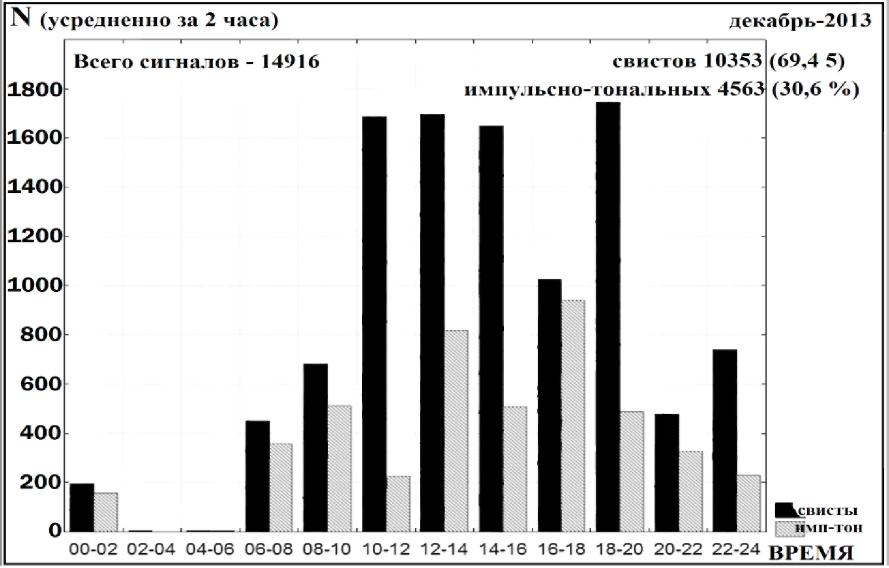 N (усредненно за 2 часа)
декабрь-2013
Всего сигналов - 14916
свистов 10353 (69,4 5)
импульсно-тональных 4563 (30,6 %)
1800
1600
1400
1200
1000
800
600
400
200
0
00-02 02-04 04-06 06-08 08-10 10-12 12-14 14-16 16-18 18-20 20-22 22-24
свисты
имп-тон
ВРЕМЯ